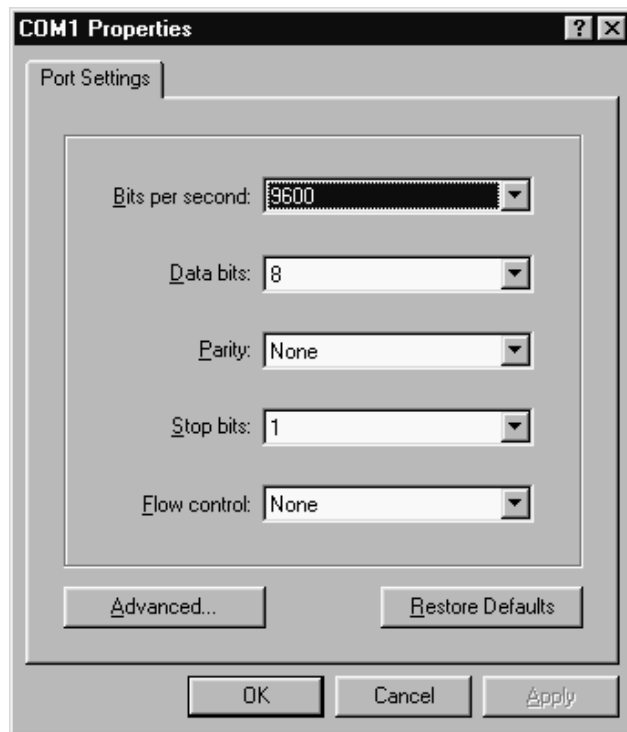 COM1 Properties
Port Settings
Bits per second: 9600
Data bits: 8
Parity: None
Stop bits: 1
Flow control: None
Advanced... Restore Defaults
OK Cancel Apply